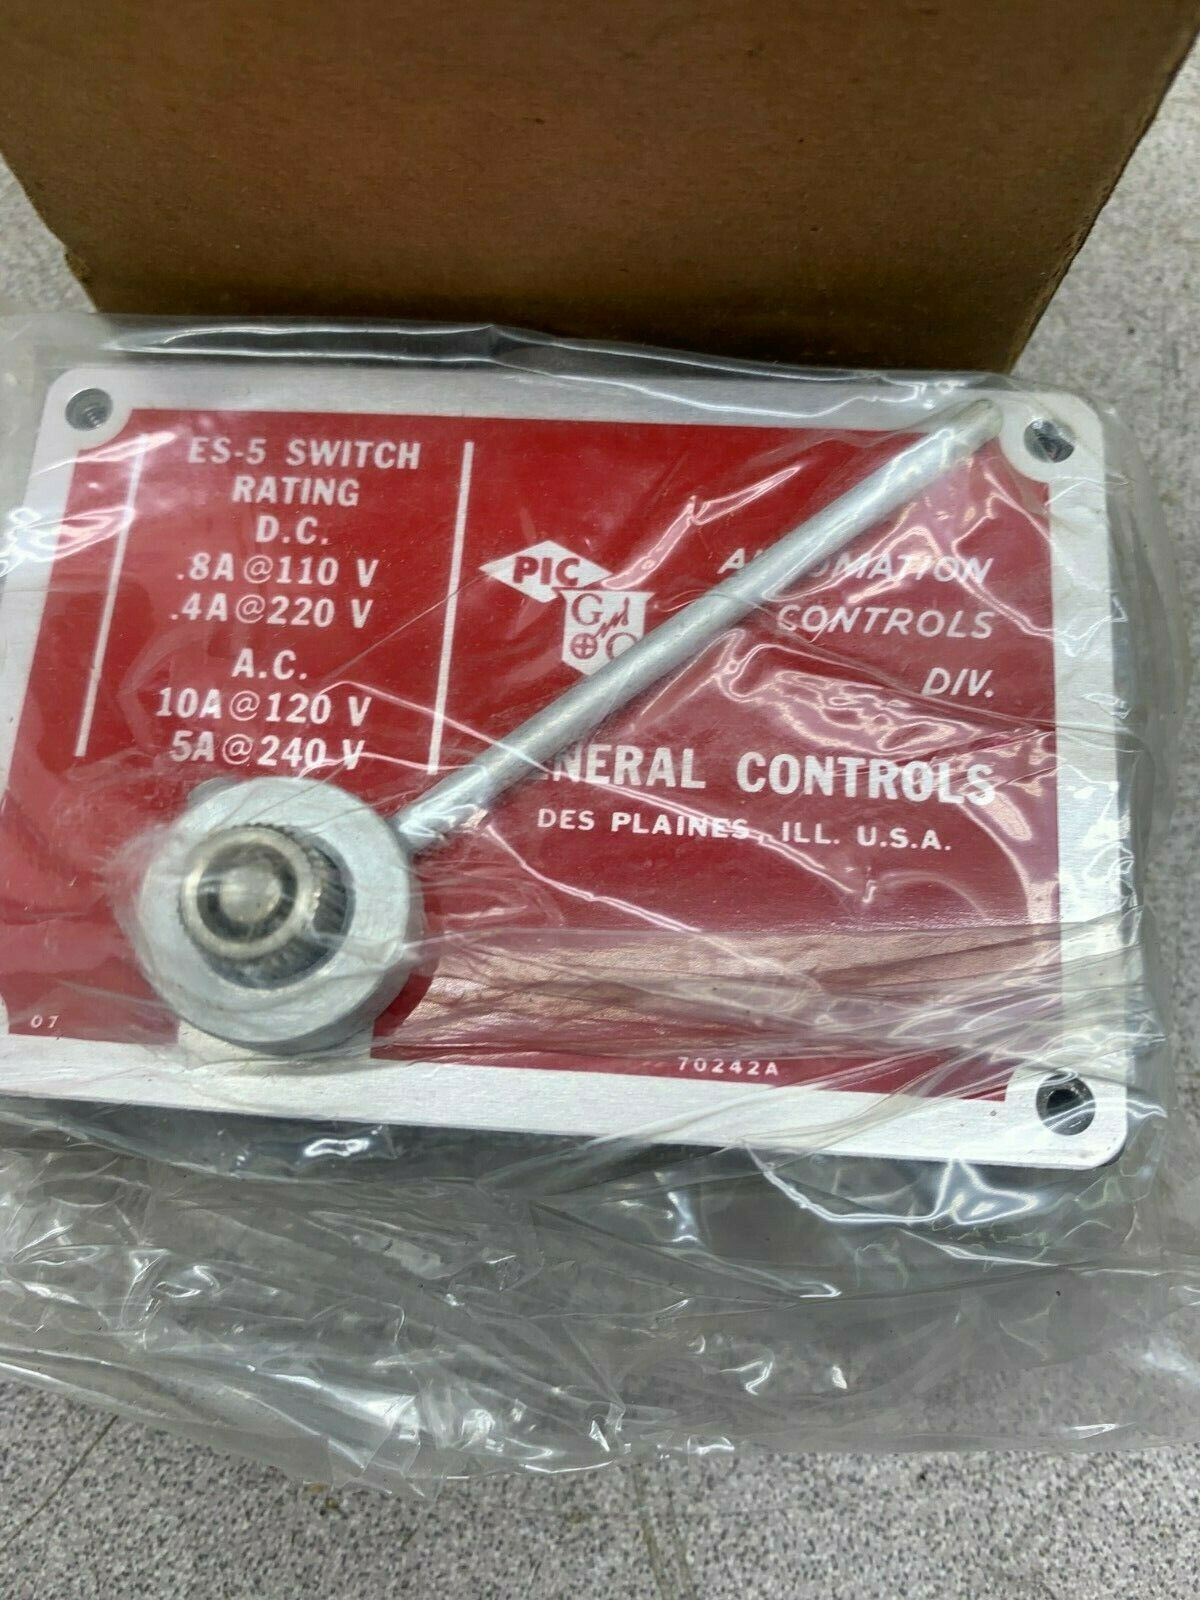 ES-5 SWITCH
RATING
D.C.
.8A@110 V
.4A@220 V
A.C.
10A@120 V
5A@240 V
PIC
CONTROLS
DIV.
CONTROLS
DES PLAINES, ILL. U.S.A.
07
70242A